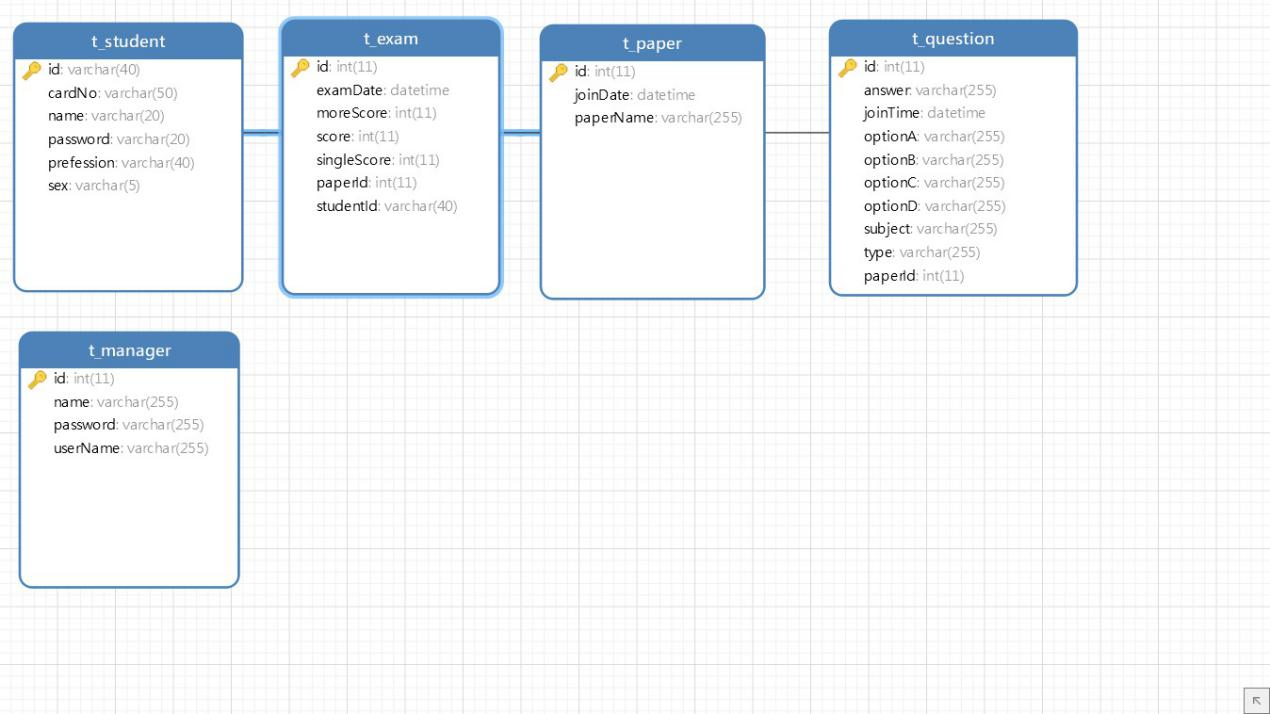 t_student
id: varchar(40)
cardNo: varchar(50)
name: varchar(20)
password: varchar(20)
prefession: varchar(40)
sex: varchar(5)
t_exam
id: int(11)
examDate: datetime
moreScore: int(11)
score: int(11)
singleScore: int(11)
paperId: int(11)
studentId: varchar(40)
t_paper
id: int(11)
joinDate: datetime
paperName: varchar(255)
t_question
id: int(11)
answer: varchar(255)
joinTime: datetime
optionA: varchar(255)
optionB: varchar(255)
optionC: varchar(255)
optionD: varchar(255)
subject: varchar(255)
type: varchar(255)
paperId: int(11)
t_manager
id: int(11)
name: varchar(255)
password: varchar(255)
userName: varchar(255)